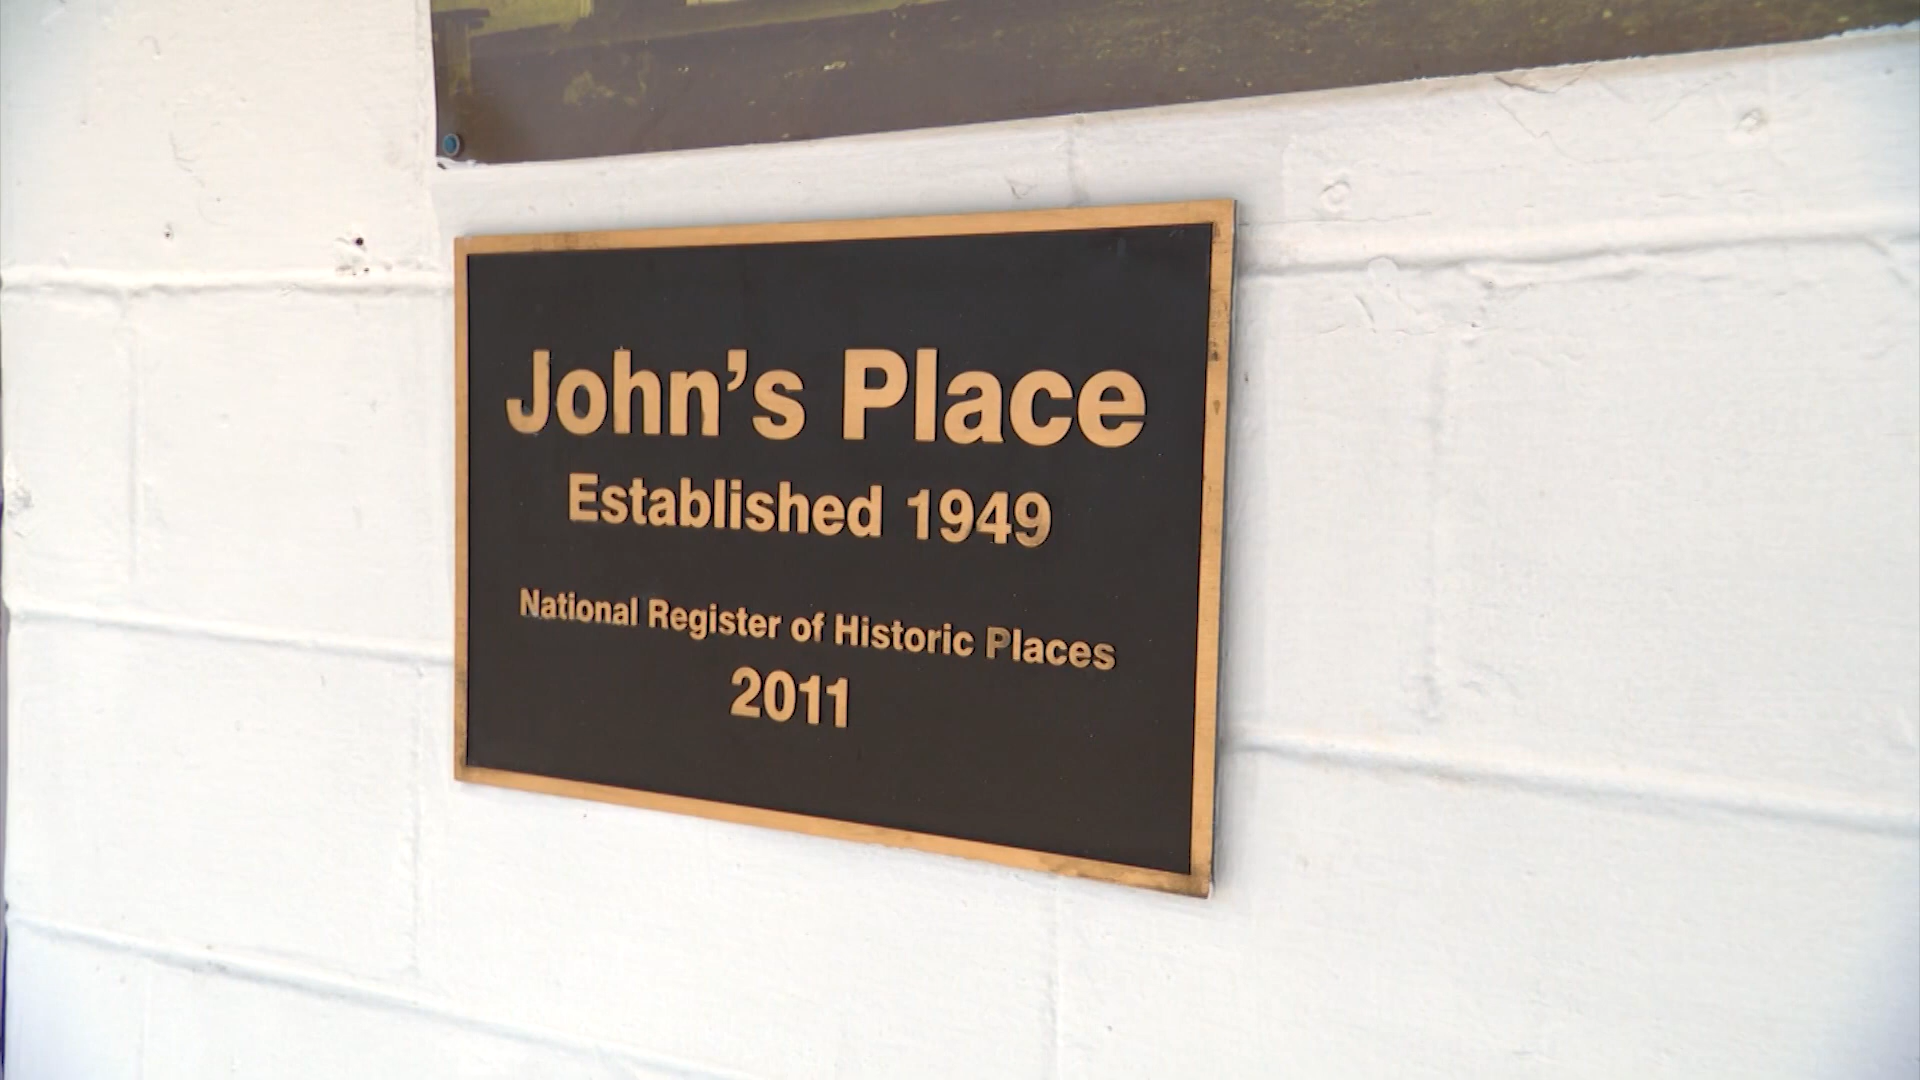 John’s Place
Established 1949
National Register of Historic Places
2011